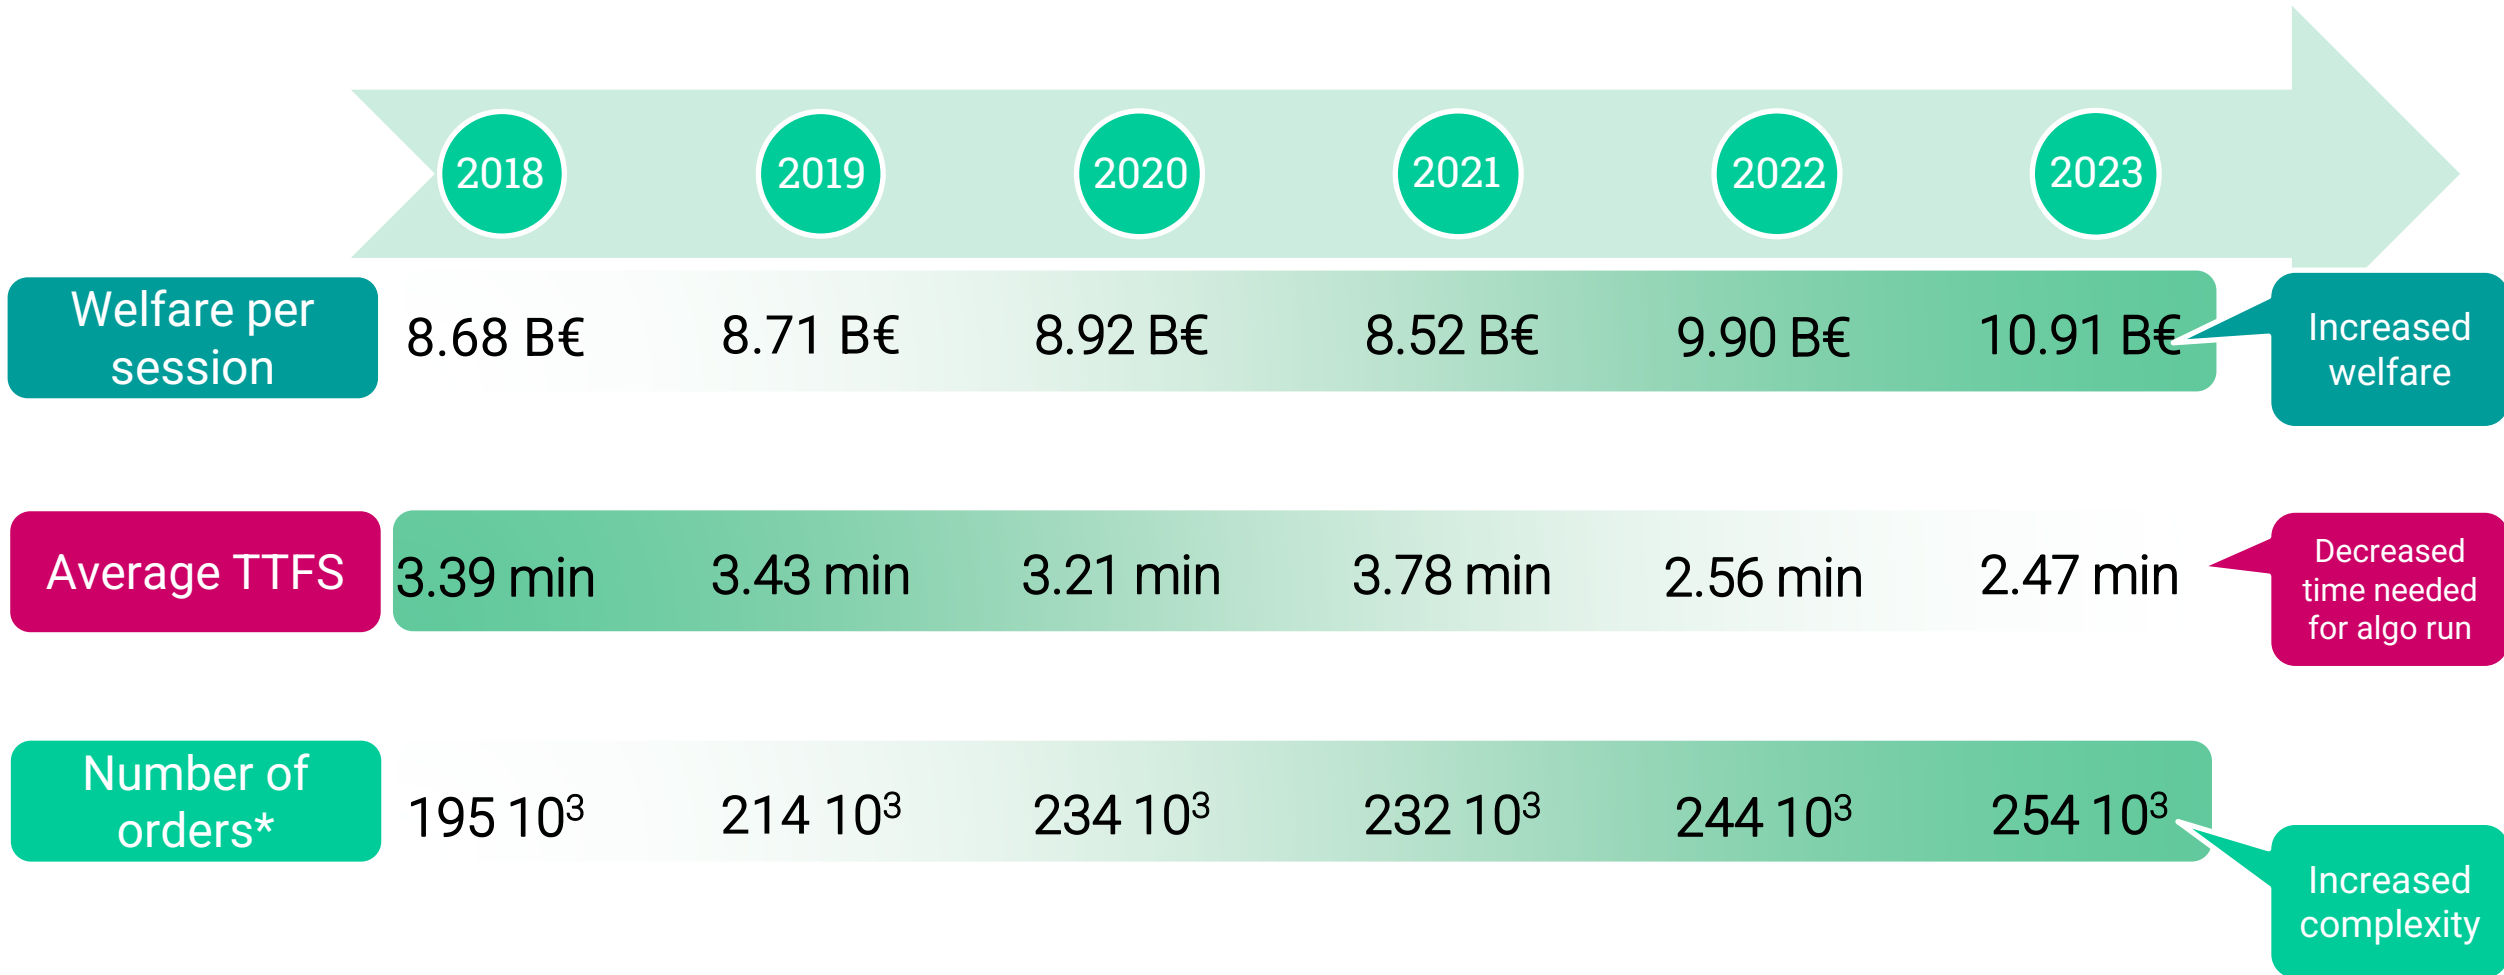 2018 2019 2020 2021 2022 2023
Welfare per
session
8.68 B€ 8.71 B€ 8.92 B€ 8.52 B€ 9.90 B€ 10.91 B€
Increased
welfare
Average TTFS
3.39 min 3.43 min 3.21 min 3.78 min 2.56 min 2.47 min
Decreased
time needed
for algo run
Number of
orders*
195 10³ 214 10³ 234 10³ 232 10³ 244 10³ 254 10³
Increased
complexity